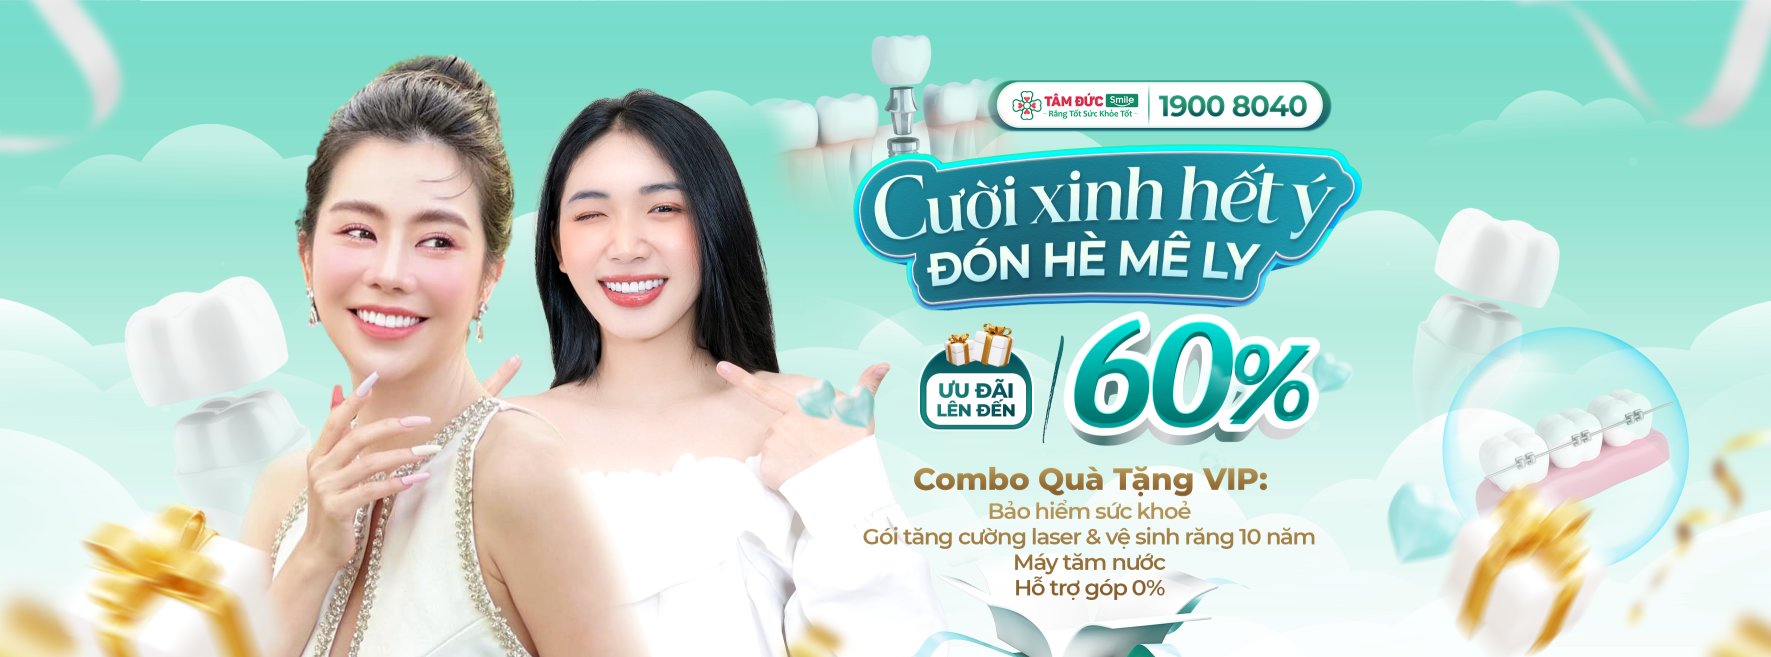 TÂM ĐỨC Smile
Răng Tốt Sức Khỏe Tốt
1900 8040
Cười xinh hết ý
ĐÓN HÈ MÊ LY
ƯU ĐÃI
LÊN ĐẾN
60%
Combo Quà Tặng VIP:
Bảo hiểm sức khoẻ
Gói tăng cường laser & vệ sinh răng 10 năm
Máy tăm nước
Hỗ trợ góp 0%